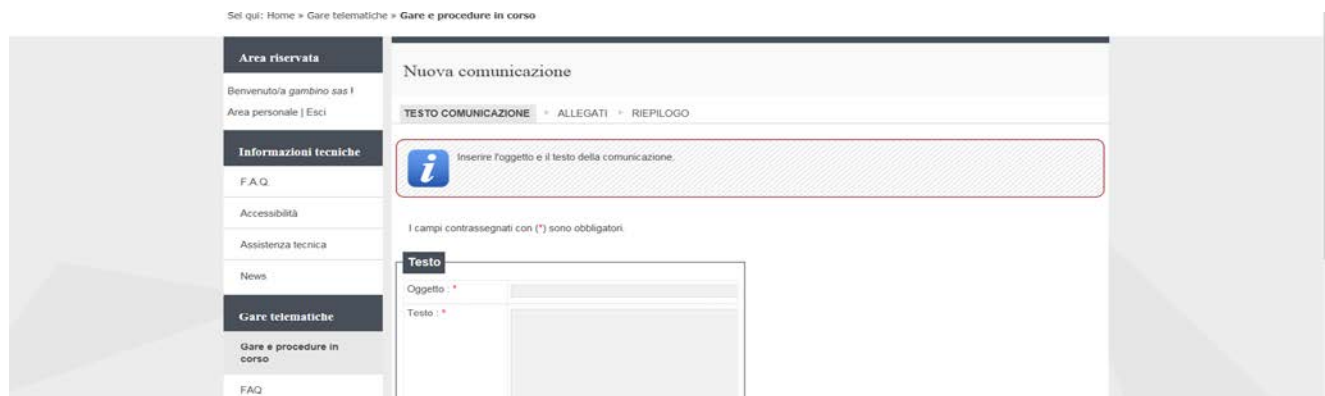 Sei qui: Home » Gare telematiche » Gare e procedure in corso
Area riservata
Benvenuto/a gambino sas !
Area personale | Esci
Informazioni tecniche
F.A.Q.
Accessibilità
Assistenza tecnica
News
Gare telematiche
Gare e procedure in
corso
FAQ
Nuova comunicazione
TESTO COMUNICAZIONE » ALLEGATI » RIEPILOGO
i
Inserire l'oggetto e il testo della comunicazione.
I campi contrassegnati con (*) sono obbligatori.
Testo
Oggetto : *
Testo : *